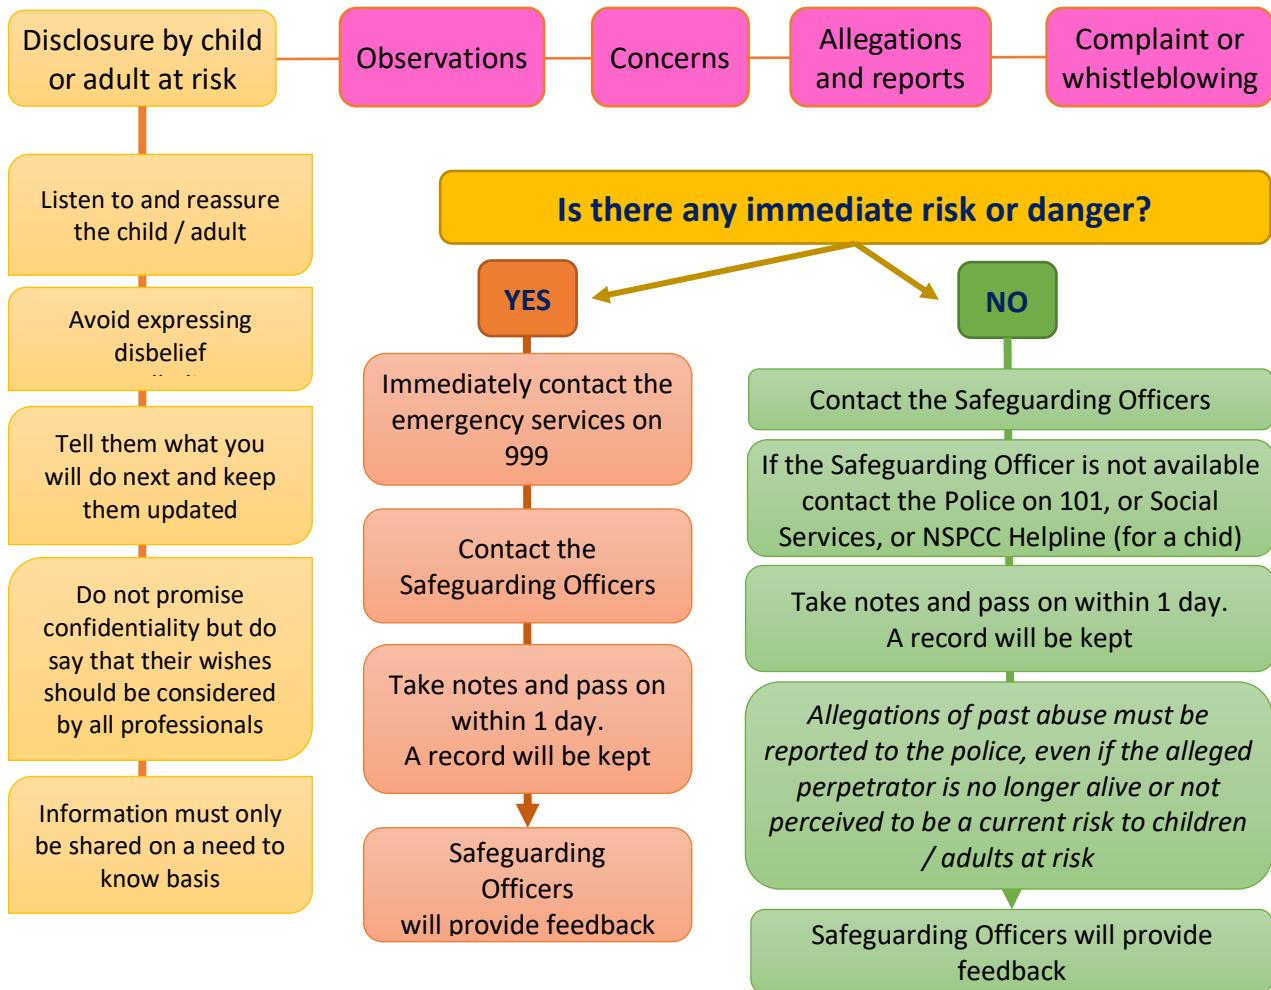 Disclosure by child
or adult at risk
Observations
Concerns
Allegations
and reports
Complaint or
whistleblowing
Listen to and reassure
the child / adult
Avoid expressing
disbelief
Tell them what you
will do next and keep
them updated
Do not promise
confidentiality but do
say that their wishes
should be considered
by all professionals
Information must only
be shared on a need to
know basis
Is there any immediate risk or danger?
YES
Immediately contact the
emergency services on
999
Contact the
Safeguarding Officers
Take notes and pass on
within 1 day.
A record will be kept
Safeguarding
Officers
will provide feedback
NO
Contact the Safeguarding Officers
If the Safeguarding Officer is not available
contact the Police on 101, or Social
Services, or NSPCC Helpline (for a chid)
Take notes and pass on within 1 day.
A record will be kept
Allegations of past abuse must be
reported to the police, even if the alleged
perpetrator is no longer alive or not
perceived to be a current risk to children
/ adults at risk
Safeguarding Officers will provide
feedback